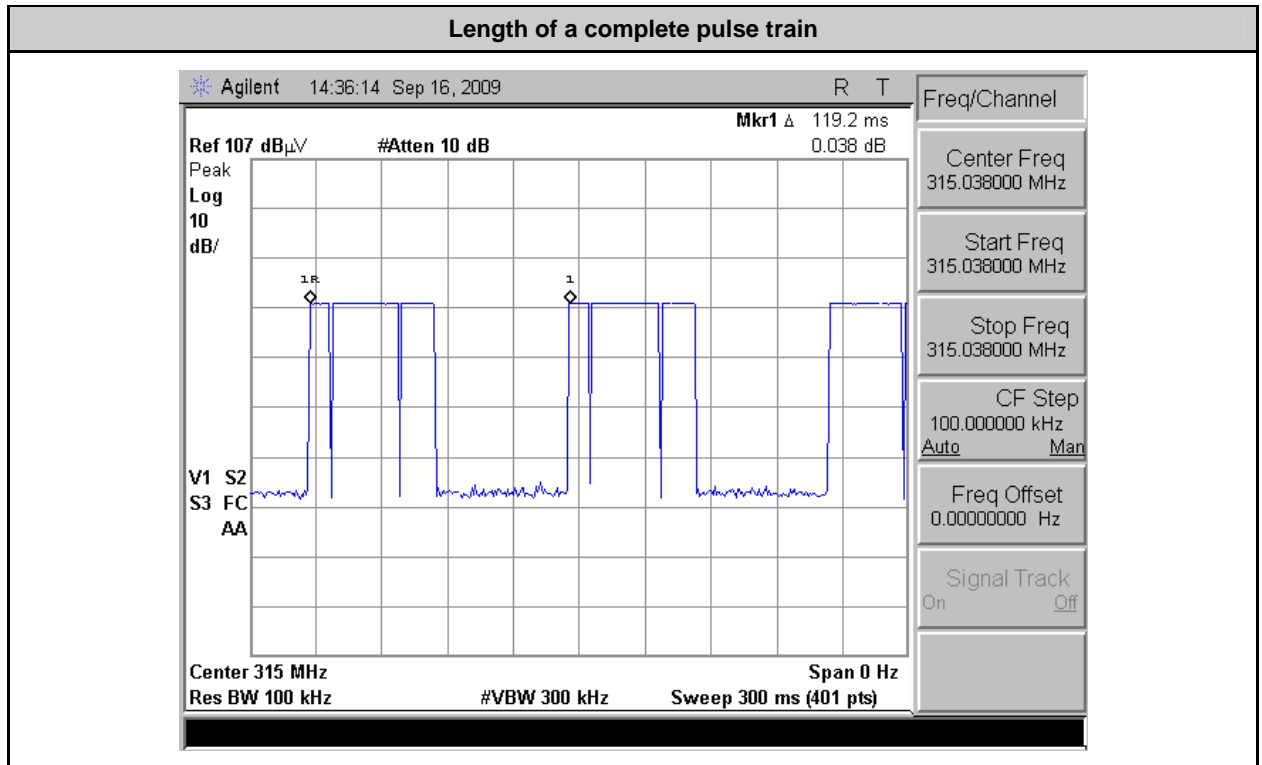 Length of a complete pulse train
Agilent 14:36:14 Sep 16, 2009 R T
Mkr1 Δ 119.2 ms
Ref 107 dBµV #Atten 10 dB 0.038 dB
Peak
Log
10
dB/
1R
1
V1 S2
S3 FC
AA
Center 315 MHz Span 0 Hz
Res BW 100 kHz #VBW 300 kHz Sweep 300 ms (401 pts)
Freq/Channel
Center Freq
315.038000 MHz
Start Freq
315.038000 MHz
Stop Freq
315.038000 MHz
CF Step
100.000000 kHz
Auto Man
Freq Offset
0.00000000 Hz
Signal Track
On Off